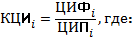 КЦИᵢ = ЦИФᵢ / ЦИПᵢ, где: